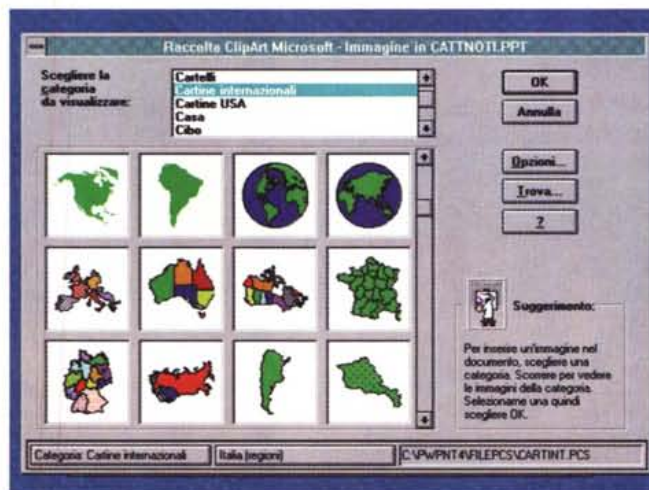 Raccolta ClipArt Microsoft - Immagine in CATTNOTI.PPT
Scegliere la
categoria
da visualizzare:
Cartelli
Cartine internazionali
Cartine USA
Casa
Cibo
OK
Annulla
Opzioni...
Trova...
?
Suggerimento:
Per inserire un'immagine nel
documento, scegliere una
categoria. Scorrere per vedere
le immagini della categoria.
Selezionarne una quindi
scegliere OK.
Categoria: Cartine internazionali
Italia (regioni)
C:\PWPNT4\FILEPCS\CARTINT.PCS